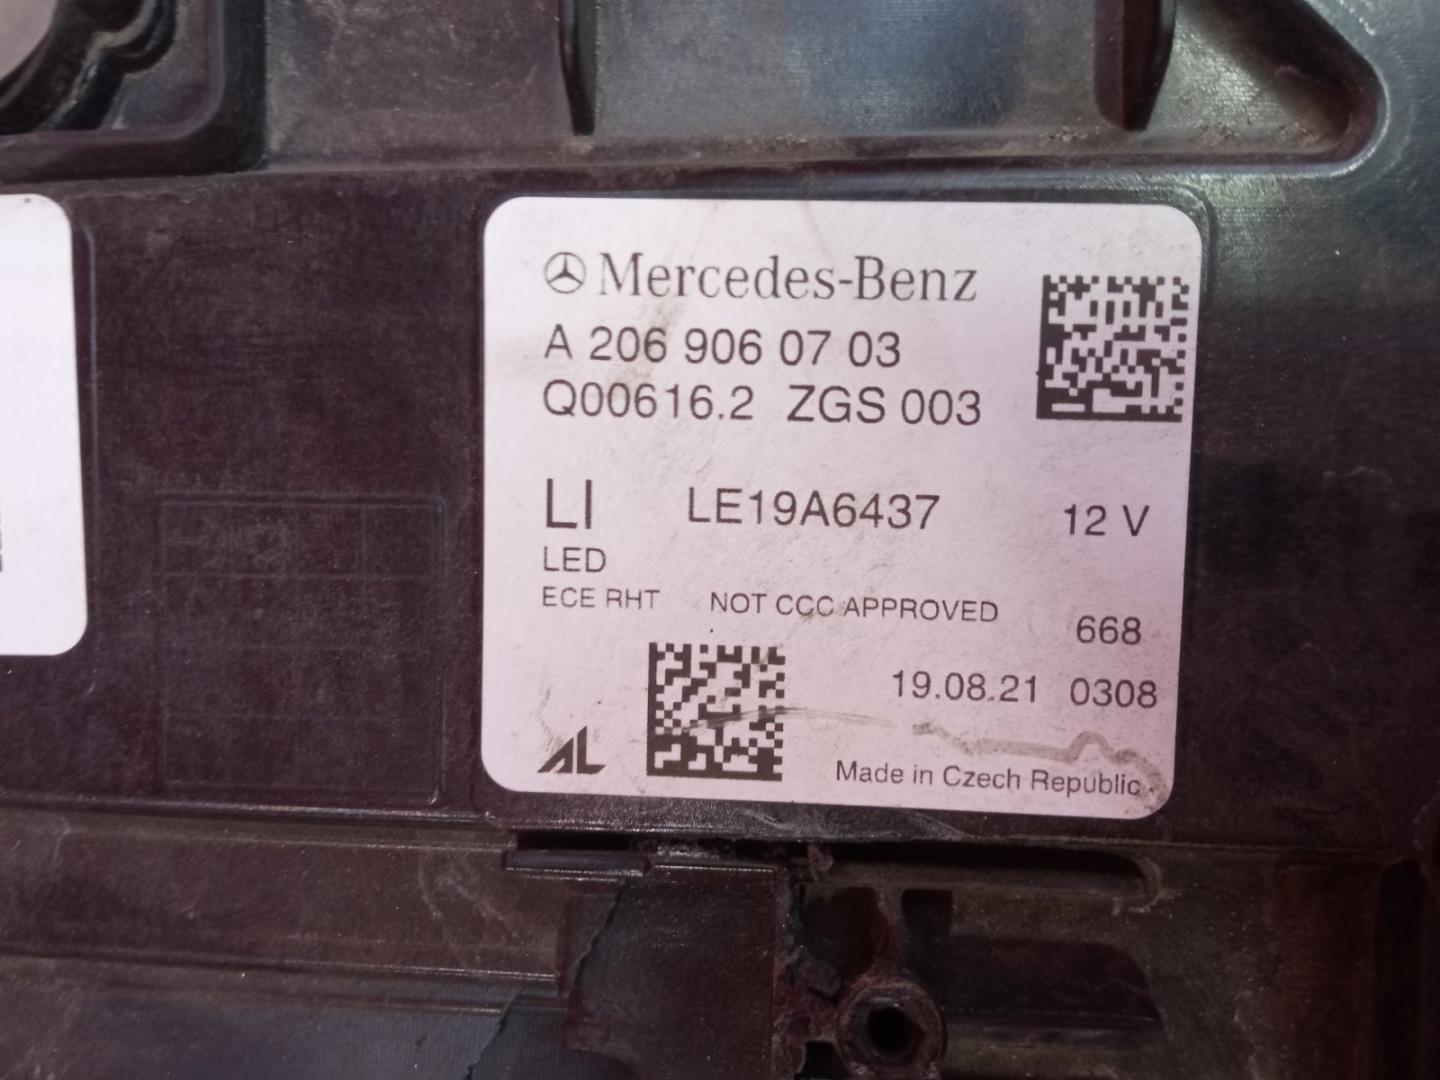 Mercedes-Benz
A 206 906 07 03
Q00616.2 ZGS 003
LI LE19A6437 12 V
LED
ECE RHT NOT CCC APPROVED
668
19.08.21 0308
AL
Made in Czech Republic